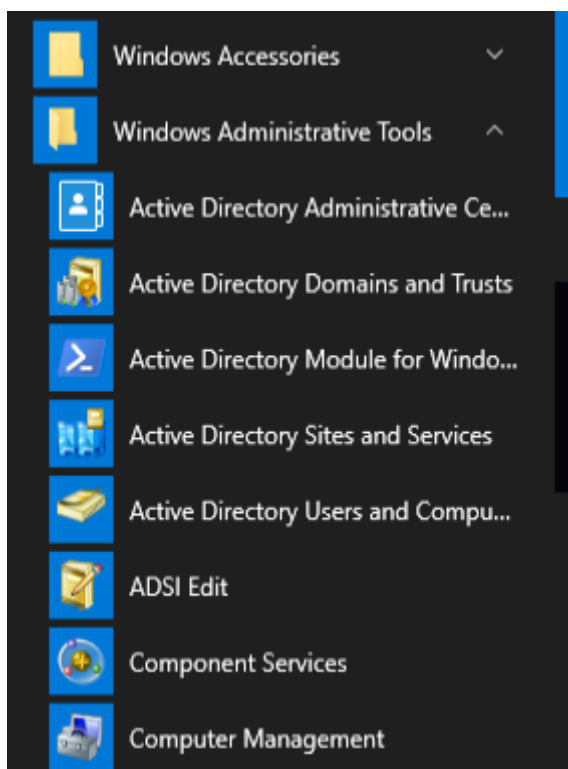 Windows Accessories
Windows Administrative Tools
Active Directory Administrative Ce...
Active Directory Domains and Trusts
Active Directory Module for Windo...
Active Directory Sites and Services
Active Directory Users and Compu...
ADSI Edit
Component Services
Computer Management